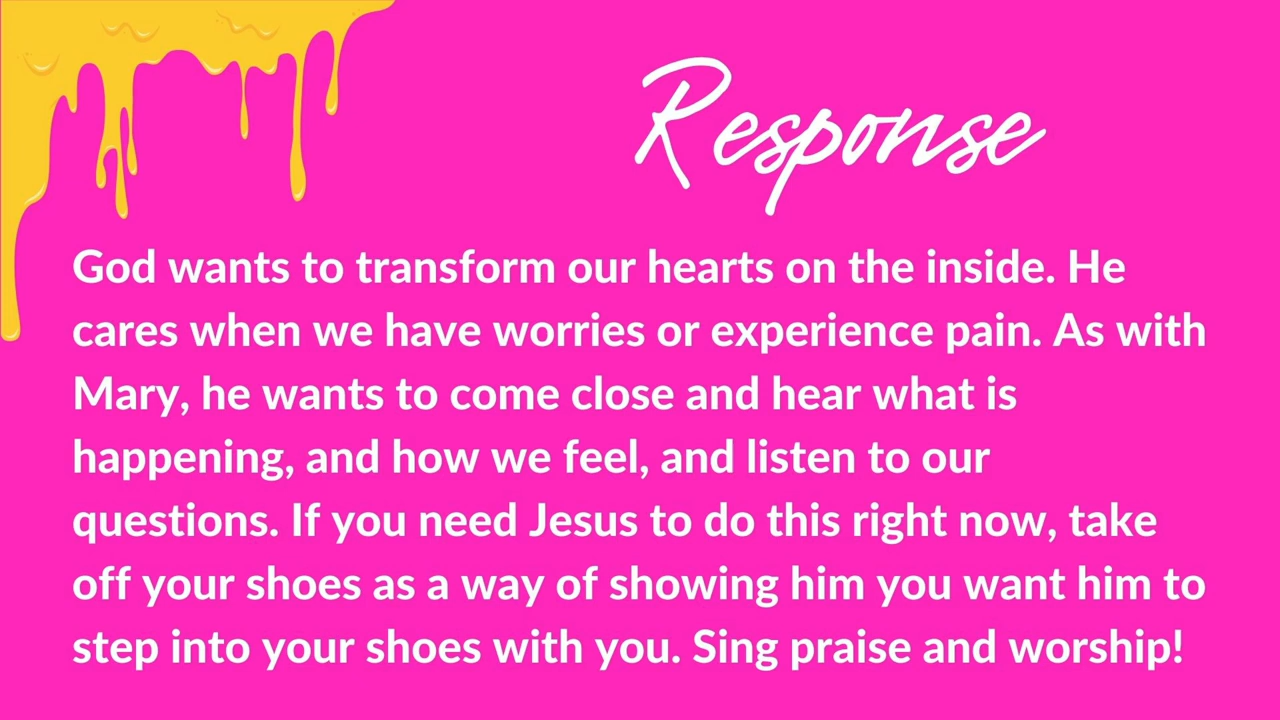 Response
God wants to transform our hearts on the inside. He
cares when we have worries or experience pain. As with
Mary, he wants to come close and hear what is
happening, and how we feel, and listen to our
questions. If you need Jesus to do this right now, take
off your shoes as a way of showing him you want him to
step into your shoes with you. Sing praise and worship!